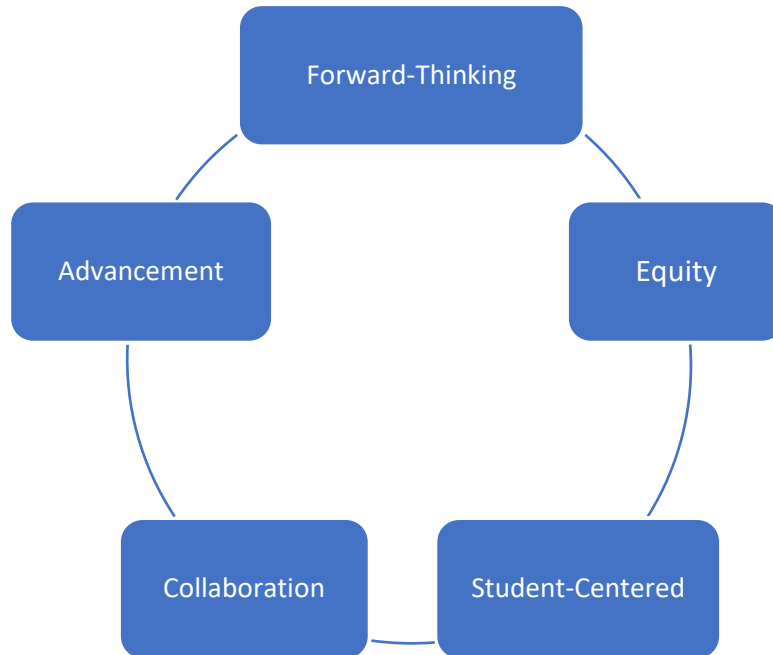 Forward-Thinking
Equity
Student-Centered
Collaboration
Advancement